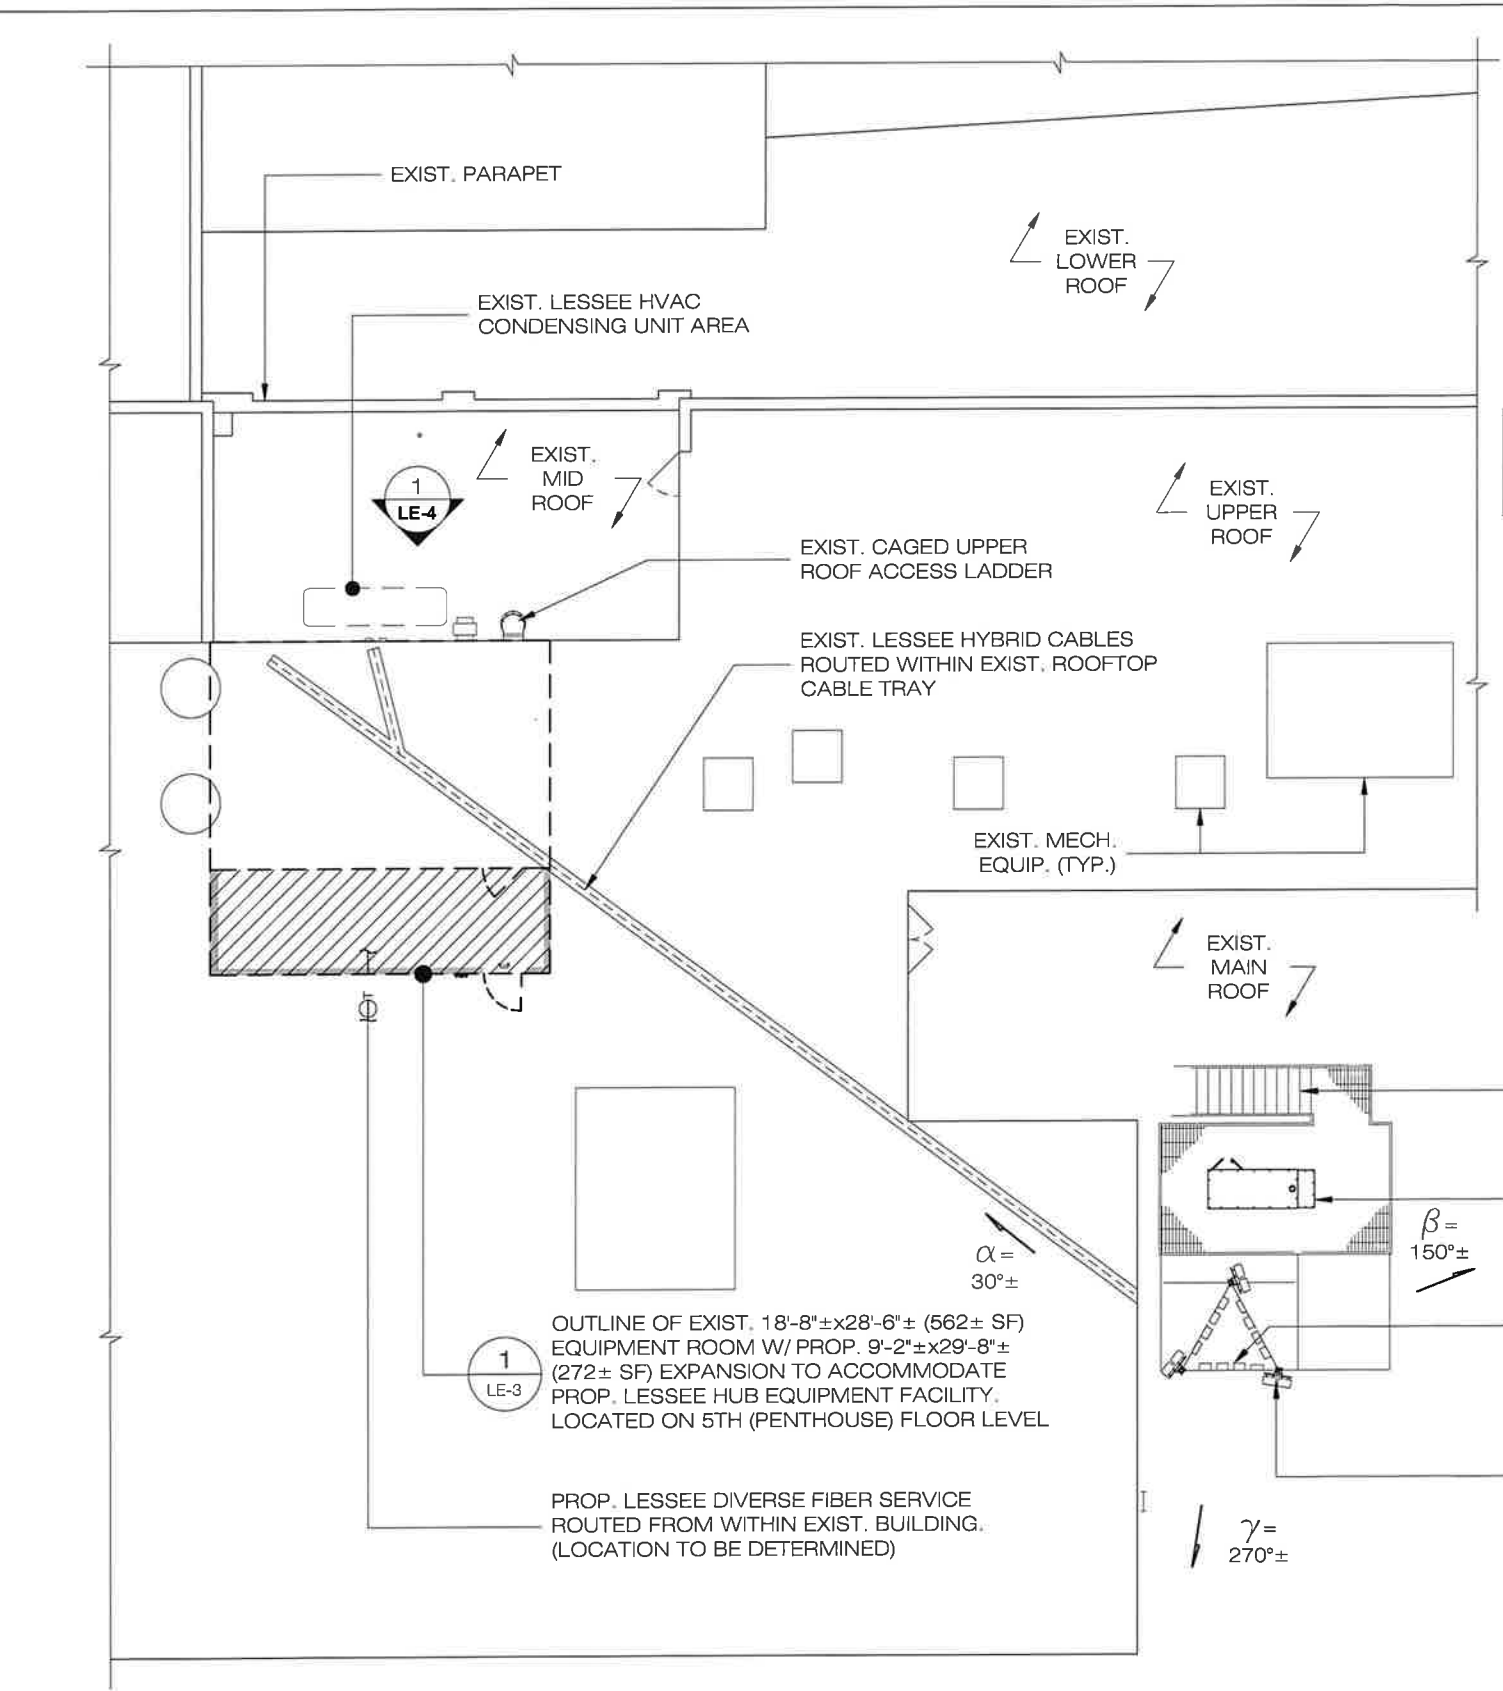 EXIST. PARAPET
EXIST.
LOWER
ROOF
EXIST. LESSEE HVAC
CONDENSING UNIT AREA
EXIST.
MID
ROOF
1
LE-4
EXIST.
UPPER
ROOF
EXIST. CAGED UPPER
ROOF ACCESS LADDER
EXIST. LESSEE HYBRID CABLES
ROUTED WITHIN EXIST. ROOFTOP
CABLE TRAY
EXIST. MECH.
EQUIP. (TYP.)
EXIST.
MAIN
ROOF
T
β =
150°±
α =
30°±
OUTLINE OF EXIST. 18'-8"±x28'-6"± (562± SF)
EQUIPMENT ROOM W/ PROP. 9'-2"±x29'-8"±
(272± SF) EXPANSION TO ACCOMMODATE
PROP. LESSEE HUB EQUIPMENT FACILITY.
LOCATED ON 5TH (PENTHOUSE) FLOOR LEVEL
1
LE-3
PROP. LESSEE DIVERSE FIBER SERVICE
ROUTED FROM WITHIN EXIST. BUILDING.
(LOCATION TO BE DETERMINED)
γ =
270°±